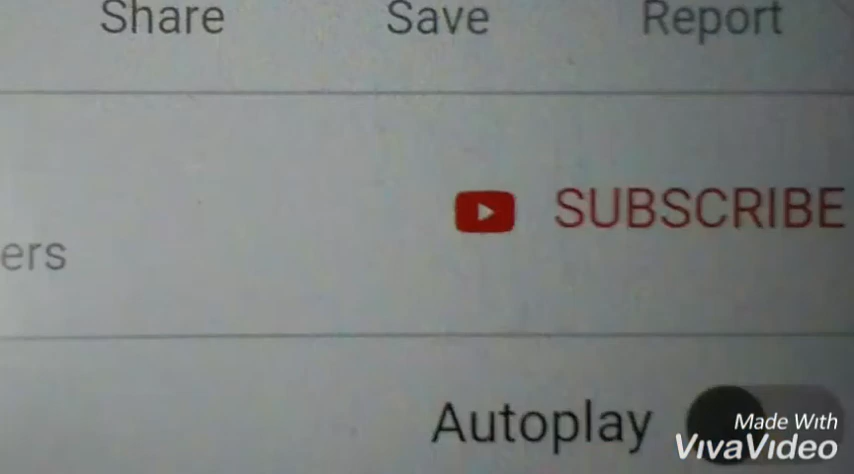 Share Save Report
ers SUBSCRIBE
Autoplay
Made With
VivaVideo